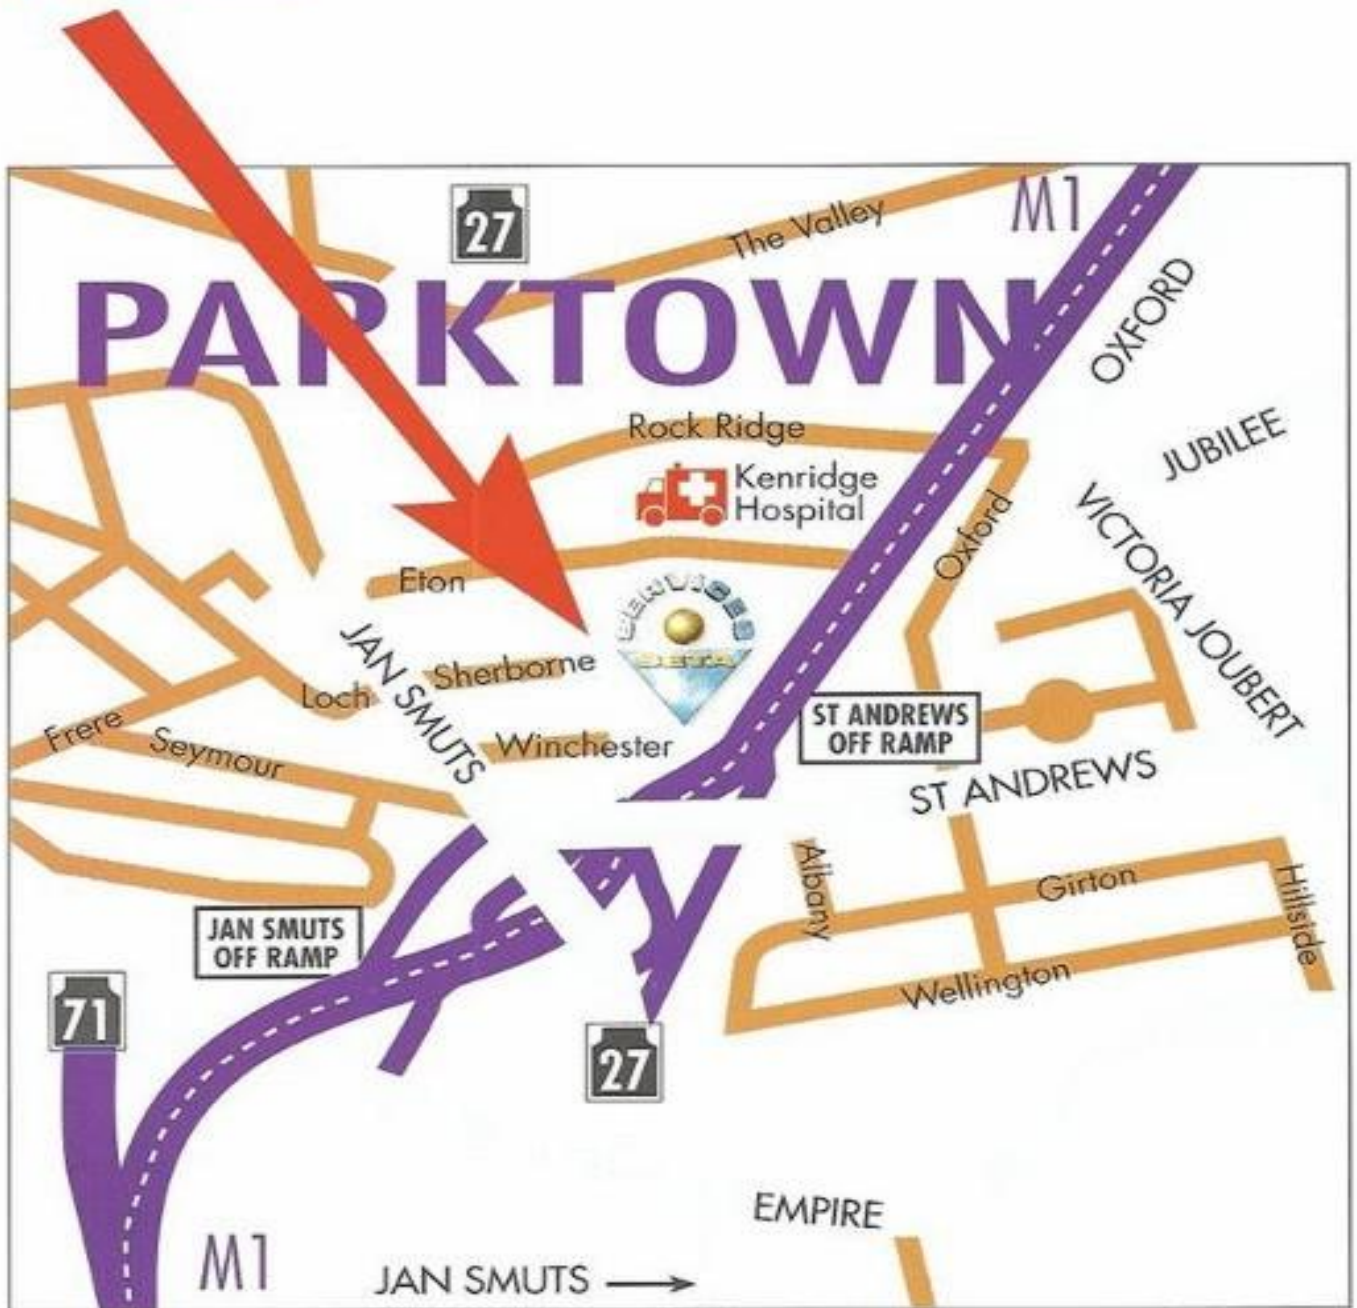 27
M1
The Valley
PARKTOWN
OXFORD
Rock Ridge
JUBILEE
Kenridge
Hospital
VICTORIA JOUBERT
Oxford
Eton
SERVICES
SETA
JAN SMUTS
Sherborne
Loch
Frere
Seymour
Winchester
ST ANDREWS
OFF RAMP
ST ANDREWS
Albany
Girton
Hillside
JAN SMUTS
OFF RAMP
Wellington
71
27
EMPIRE
M1
JAN SMUTS